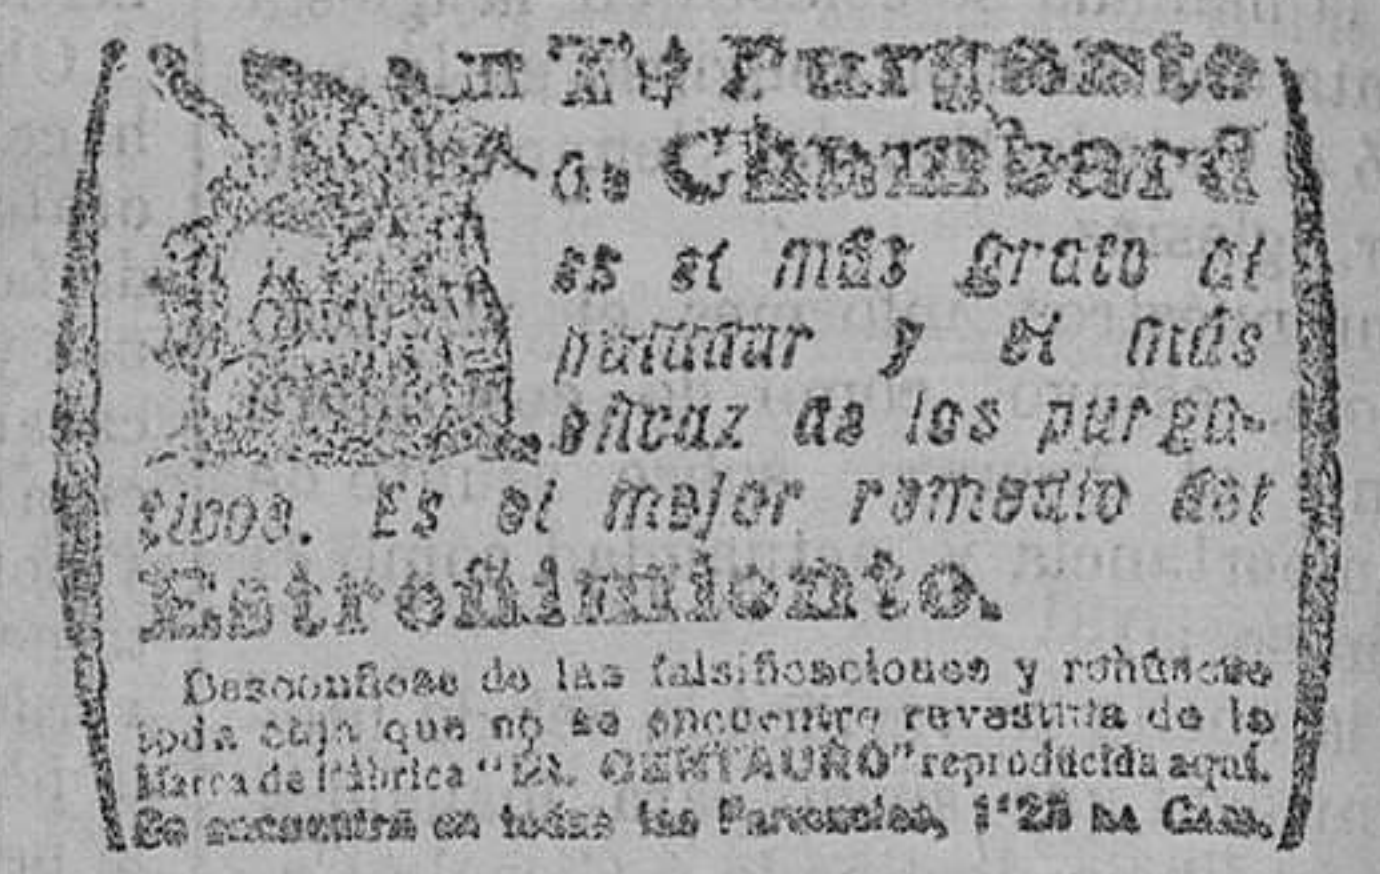 Té Purgante
de Chambard
es el más grato al
paladar y el más
eficaz de los purga-
tivos. Es el mejor remedio del
Estreñimiento.
Desconfiese de las falsificaciones y rehúsese
toda caja que no se encuentre revestida de la
Marca de Fábrica "EL CENTAURO" reproducida aquí.
Se encuentra en todas las Farmacias, 1'25 LA CAJA.